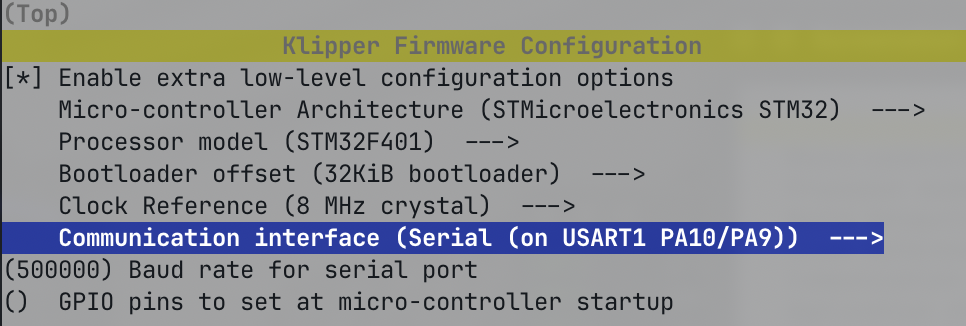 (Top)
Klipper Firmware Configuration
[*] Enable extra low-level configuration options
Micro-controller Architecture (STMicroelectronics STM32) --->
Processor model (STM32F401) --->
Bootloader offset (32KiB bootloader) --->
Clock Reference (8 MHz crystal) --->
Communication interface (Serial (on USART1 PA10/PA9)) --->
(500000) Baud rate for serial port
() GPIO pins to set at micro-controller startup